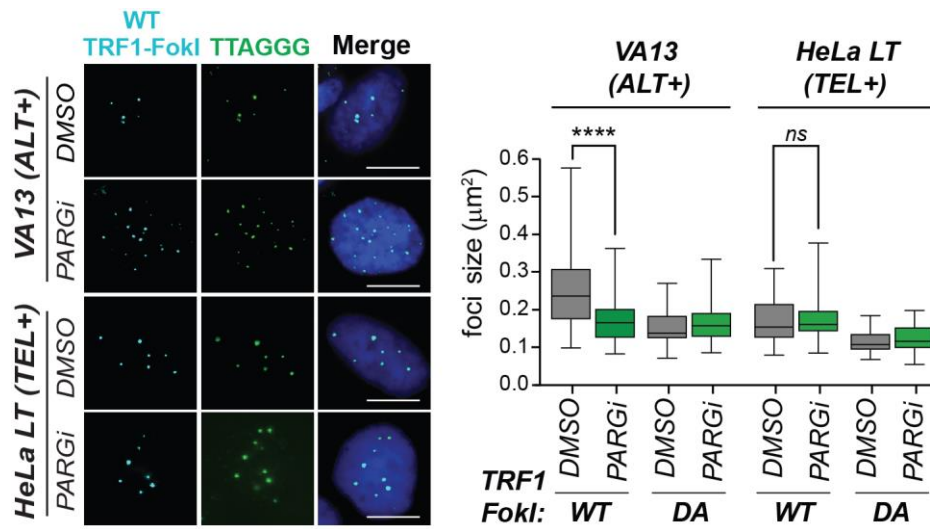 WT
TRF1-FokI TTAGGG Merge
VA13 (ALT+)
DMSO
PARGi
HeLa LT (TEL+)
DMSO
PARGi
VA13 HeLa LT
(ALT+) (TEL+)
**** ns
foci size (μm²)
0.6
0.5
0.4
0.3
0.2
0.1
0.0
DMSO PARGi DMSO PARGi DMSO PARGi DMSO PARGi
TRF1
FokI: WT DA WT DA